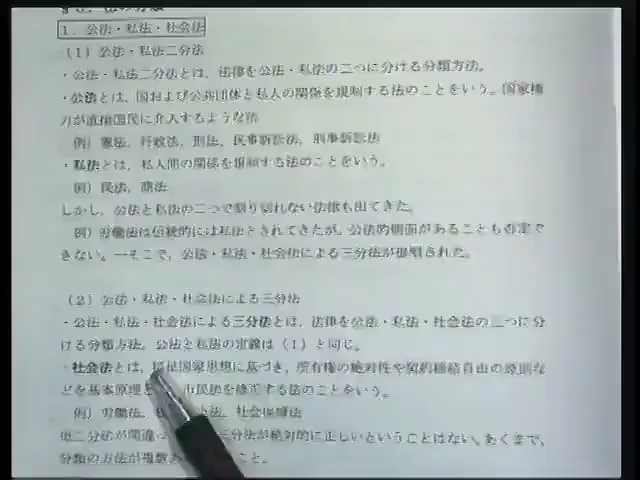 1．公法・私法・社会法
（1）公法・私法二分法
・公法・私法二分法とは、法律を公法・私法の二つに分ける分類方法。
・公法とは、国および公共団体と私人の関係を規制する法のことをいう。国家権
力が直接国民に介入するような法
例）憲法，行政法，刑法，民事訴訟法，刑事訴訟法
・私法とは、私人間の関係を規制する法のことをいう。
例）民法，商法
しかし、公法と私法の二つで割り切れない法律も出てきた。
例）労働法は伝統的には私法とされてきたが、公法的側面があることも否定で
きない。→そこで、公法・私法・社会法による三分法が提唱された。
（2）公法・私法・社会法による三分法
・公法・私法・社会法による三分法とは、法律を公法・私法・社会法の三つに分
ける分類方法。公法と私法の定義は（1）と同じ。
・社会法とは、福祉国家思想に基づき、所有権の絶対性や契約締結自由の原則な
どを基本原理と 市民法を修正する法のことをいう。
例）労働法， 法，社会保障法
二分法が間違っ 三分法が絶対的に正しいということはない。あくまで、
分類の方法が複数あ こと。